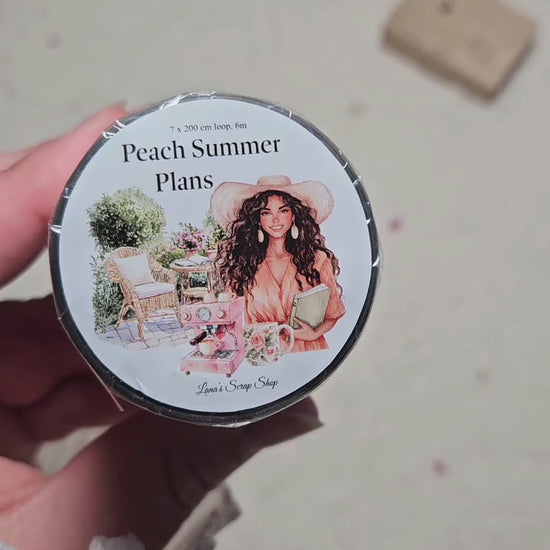 7 x 200 cm loop, 6m
Peach Summer
Plans
Lana's Scrap Shop